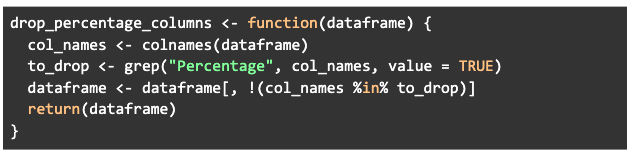 drop_percentage_columns <- function(dataframe) {
  col_names <- colnames(dataframe)
  to_drop <- grep("Percentage", col_names, value = TRUE)
  dataframe <- dataframe[, !(col_names %in% to_drop)]
  return(dataframe)
}